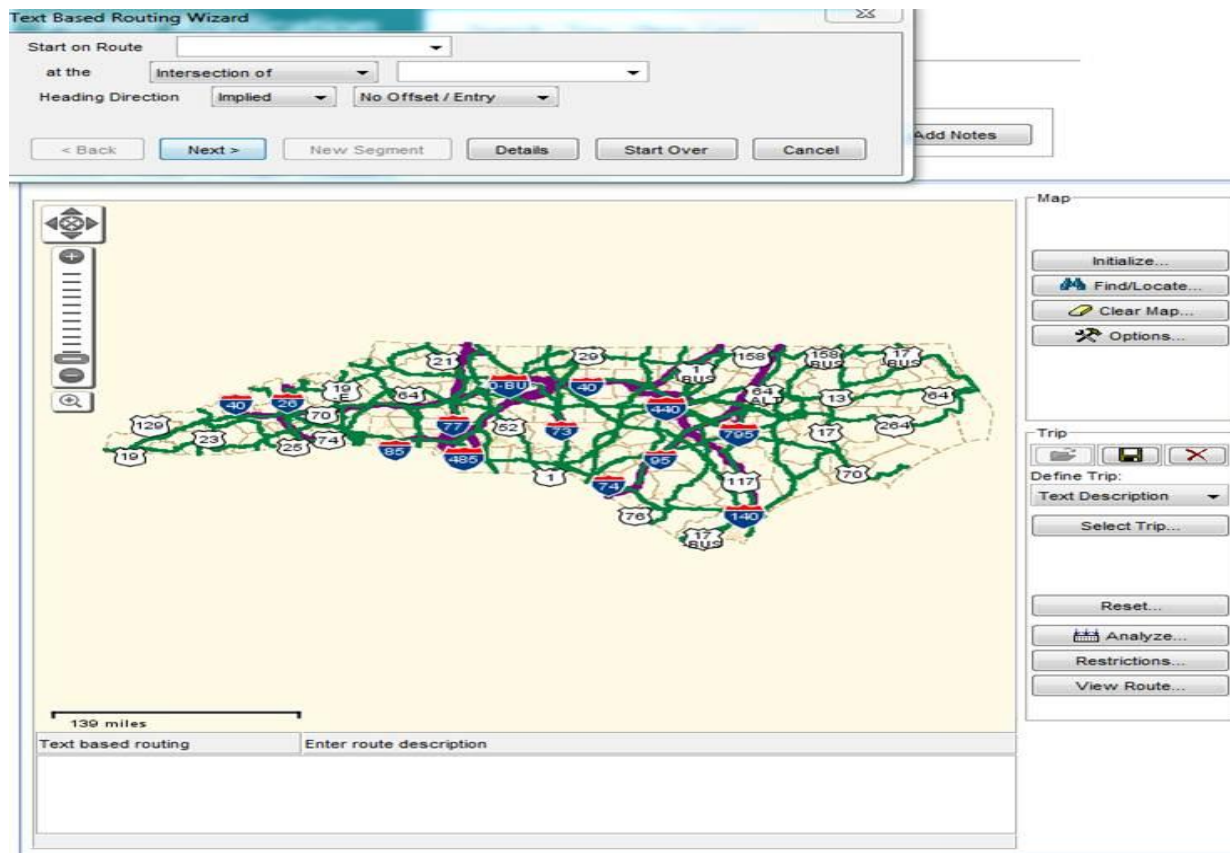 Text Based Routing Wizard
Start on Route
at the Intersection of
Heading Direction Implied No Offset / Entry
< Back Next > New Segment Details Start Over Cancel
Add Notes
Map
Initialize...
Find/Locate...
Clear Map...
Options...
21
29
158
158 BUS
17 BUS
1 BUS
0-BU
40
19 E
64
40
26
70
64 ALT
13
64
440
129
23
25
74
77
52
73
795
17
264
19
85
485
95
1
74
117
70
76
140
17 BUS
Trip
Define Trip:
Text Description
Select Trip...
Reset...
Analyze...
Restrictions...
View Route...
139 miles
Text based routing Enter route description